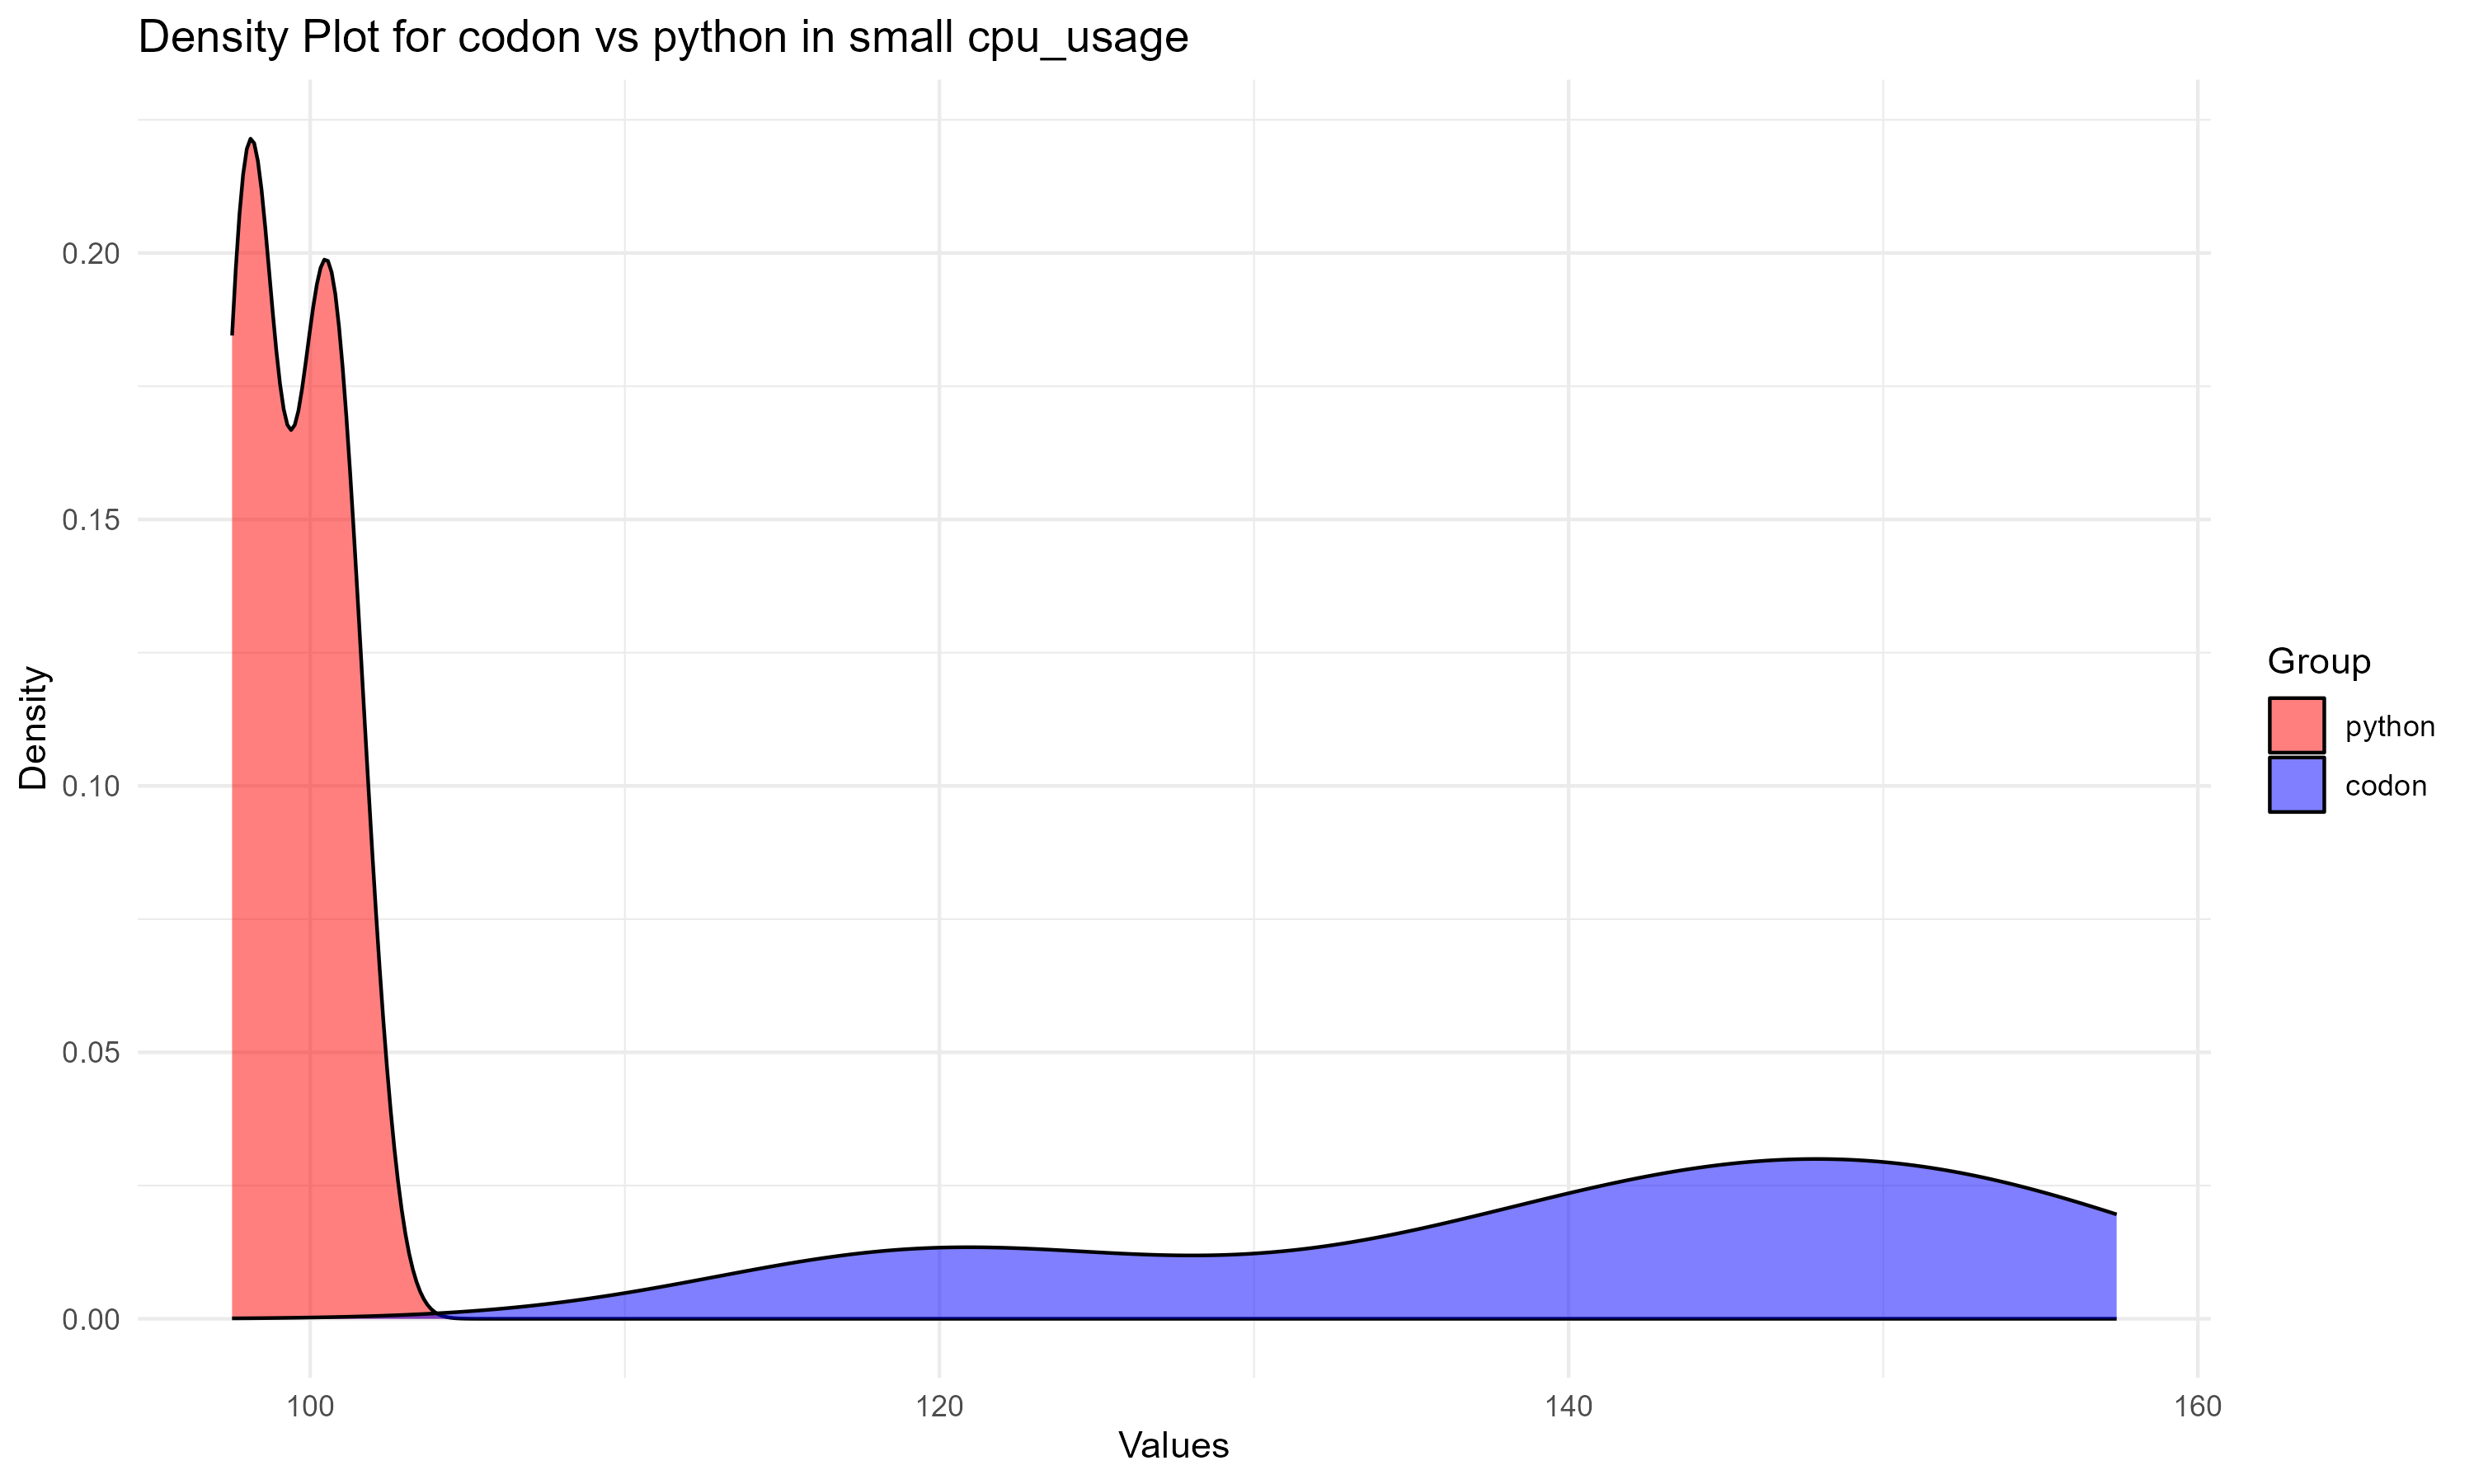 Density Plot for codon vs python in small cpu_usage
Density
0.20
0.15
0.10
0.05
0.00
100
120
140
160
Values
Group
python
codon